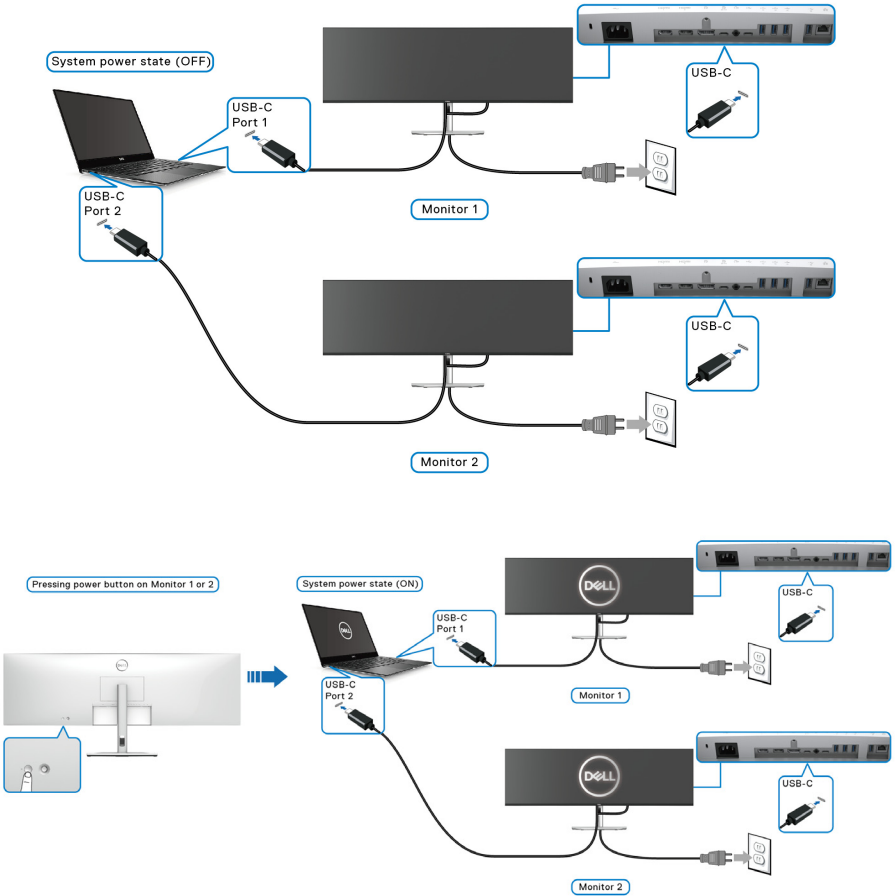 System power state (OFF)
USB-C
Port 1
USB-C
USB-C
Port 2
Monitor 1
USB-C
Monitor 2
Pressing power button on Monitor 1 or 2
System power state (ON)
DELL
DELL
USB-C
Port 1
USB-C
DELL
USB-C
Port 2
Monitor 1
DELL
USB-C
Monitor 2